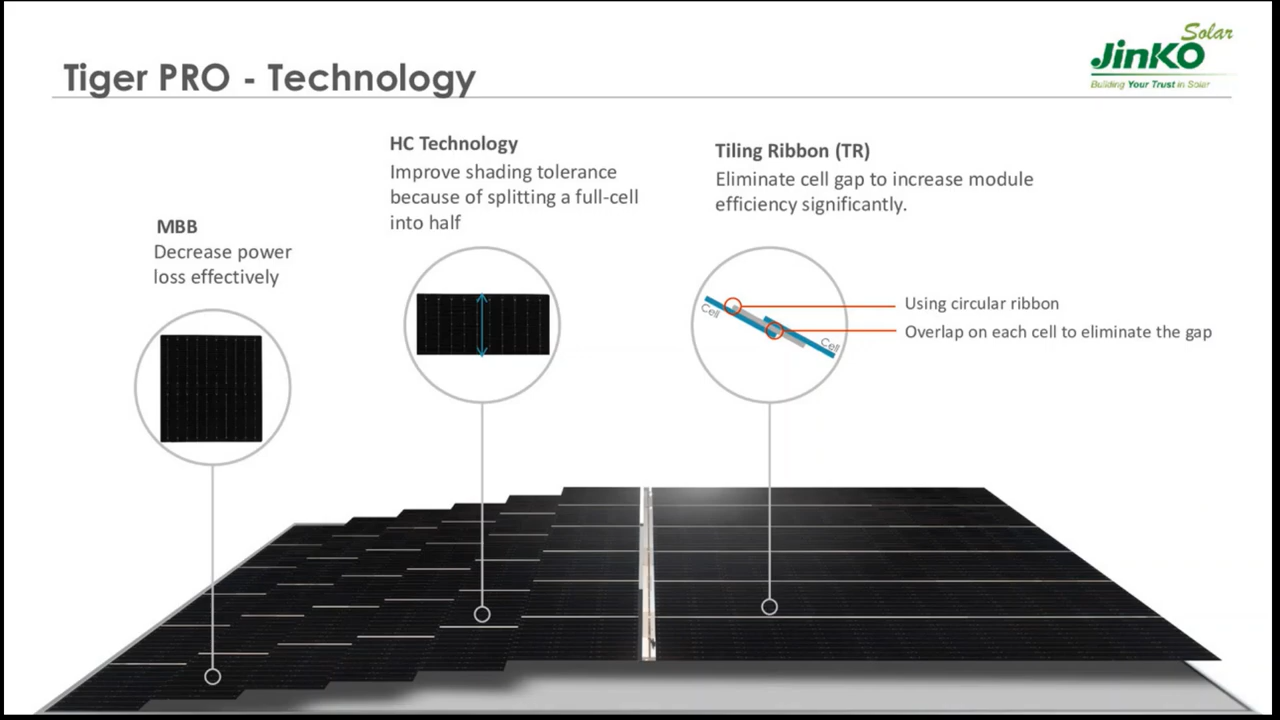 Tiger PRO - Technology
Solar
JinKO
Building Your Trust in Solar
MBB
Decrease power
loss effectively
HC Technology
Improve shading tolerance
because of splitting a full-cell
into half
Tiling Ribbon (TR)
Eliminate cell gap to increase module
efficiency significantly.
Cell
Cell
Using circular ribbon
Overlap on each cell to eliminate the gap